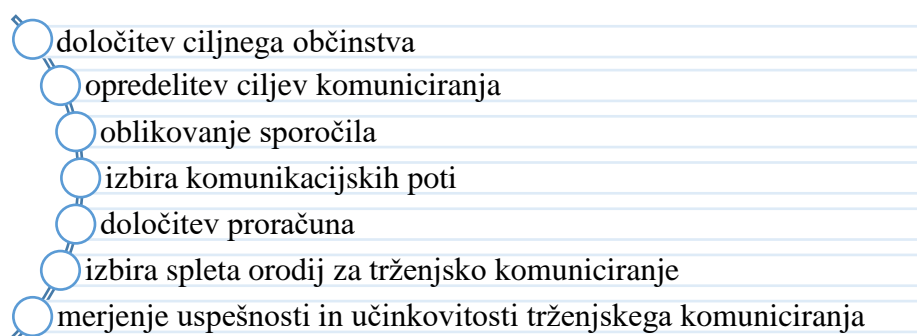 določitev ciljnega občinstva
opredelitev ciljev komuniciranja
oblikovanje sporočila
izbira komunikacijskih poti
določitev proračuna
izbira spleta orodij za trženjsko komuniciranje
merjenje uspešnosti in učinkovitosti trženjskega komuniciranja